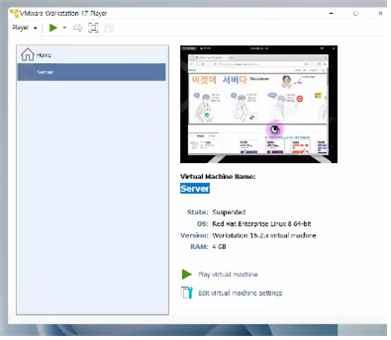 VMware Workstation 17 Player
Player
Home
Server
이것이 서버다
Virtual Machine Name:
Server
State: Suspended
OS: Red Hat Enterprise Linux 8 64-bit
Version: Workstation 16.2.x virtual machine
RAM: 4 GB
Play virtual machine
Edit virtual machine settings